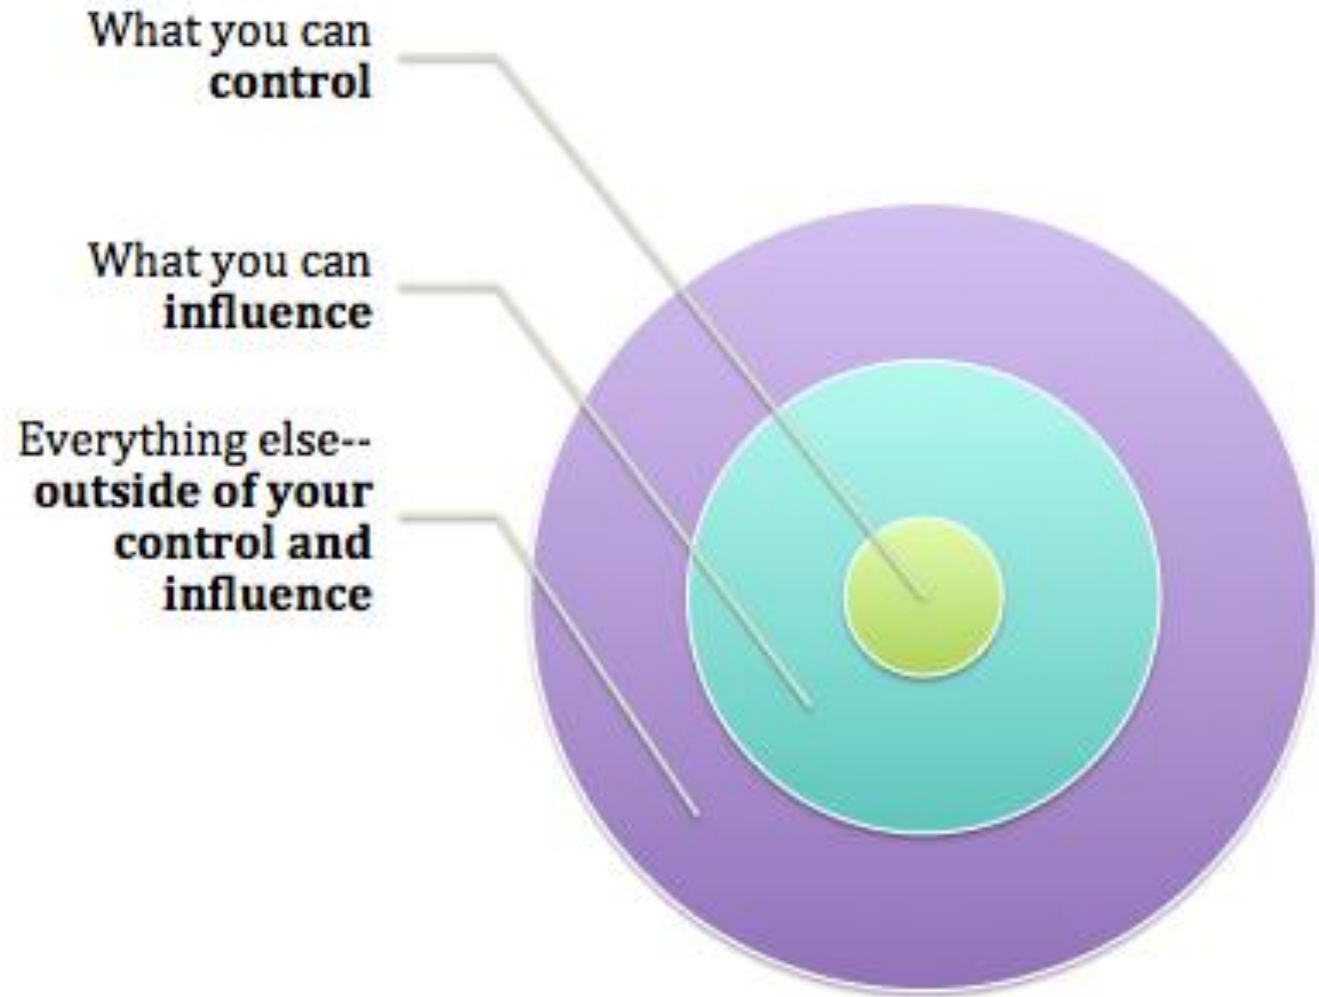 What you can
control
What you can
influence
Everything else--
outside of your
control and
influence